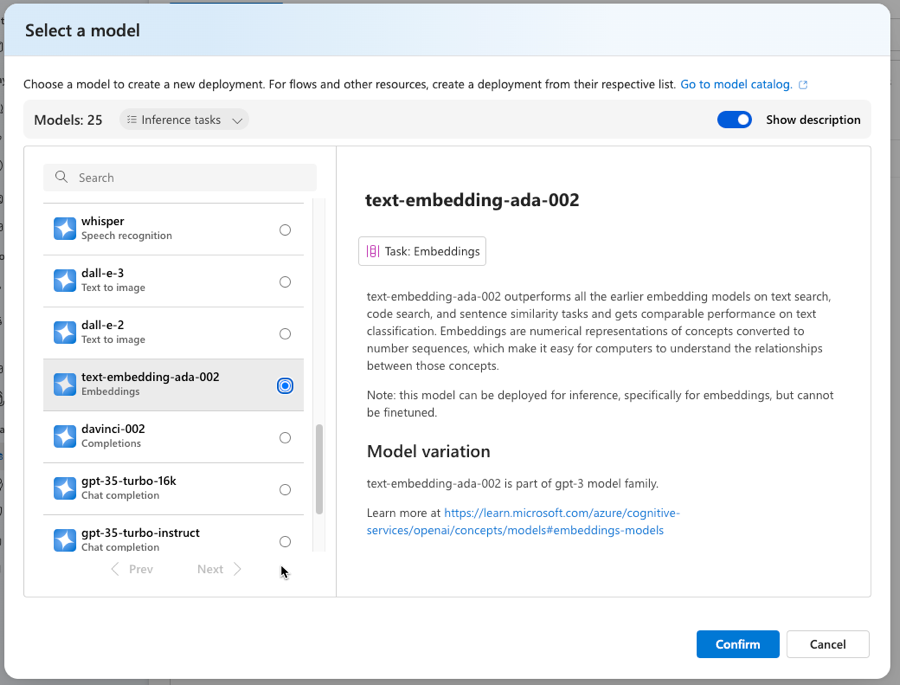 Select a model
Choose a model to create a new deployment. For flows and other resources, create a deployment from their respective list. Go to model catalog.
Models: 25
Inference tasks
Show description
Search
whisper
Speech recognition
dall-e-3
Text to image
dall-e-2
Text to image
text-embedding-ada-002
Embeddings
davinci-002
Completions
gpt-35-turbo-16k
Chat completion
gpt-35-turbo-instruct
Chat completion
Prev
Next
text-embedding-ada-002
Task: Embeddings
text-embedding-ada-002 outperforms all the earlier embedding models on text search,
code search, and sentence similarity tasks and gets comparable performance on text
classification. Embeddings are numerical representations of concepts converted to
number sequences, which make it easy for computers to understand the relationships
between those concepts.
Note: this model can be deployed for inference, specifically for embeddings, but cannot
be finetuned.
Model variation
text-embedding-ada-002 is part of gpt-3 model family.
Learn more at https://learn.microsoft.com/azure/cognitive-
services/openai/concepts/models#embeddings-models
Confirm
Cancel